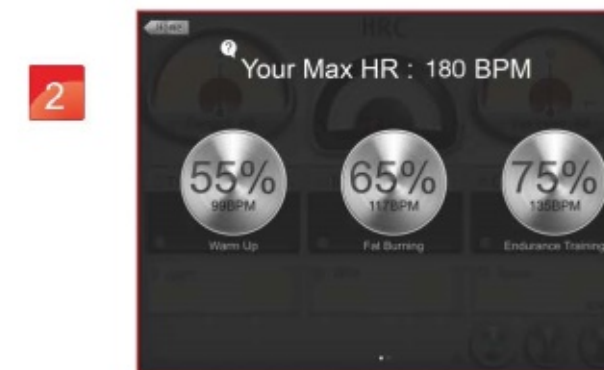 2
HOME
HRC
?
Your Max HR : 180 BPM
55%
99BPM
Warm Up
65%
117BPM
Fat Burning
75%
135BPM
Endurance Training